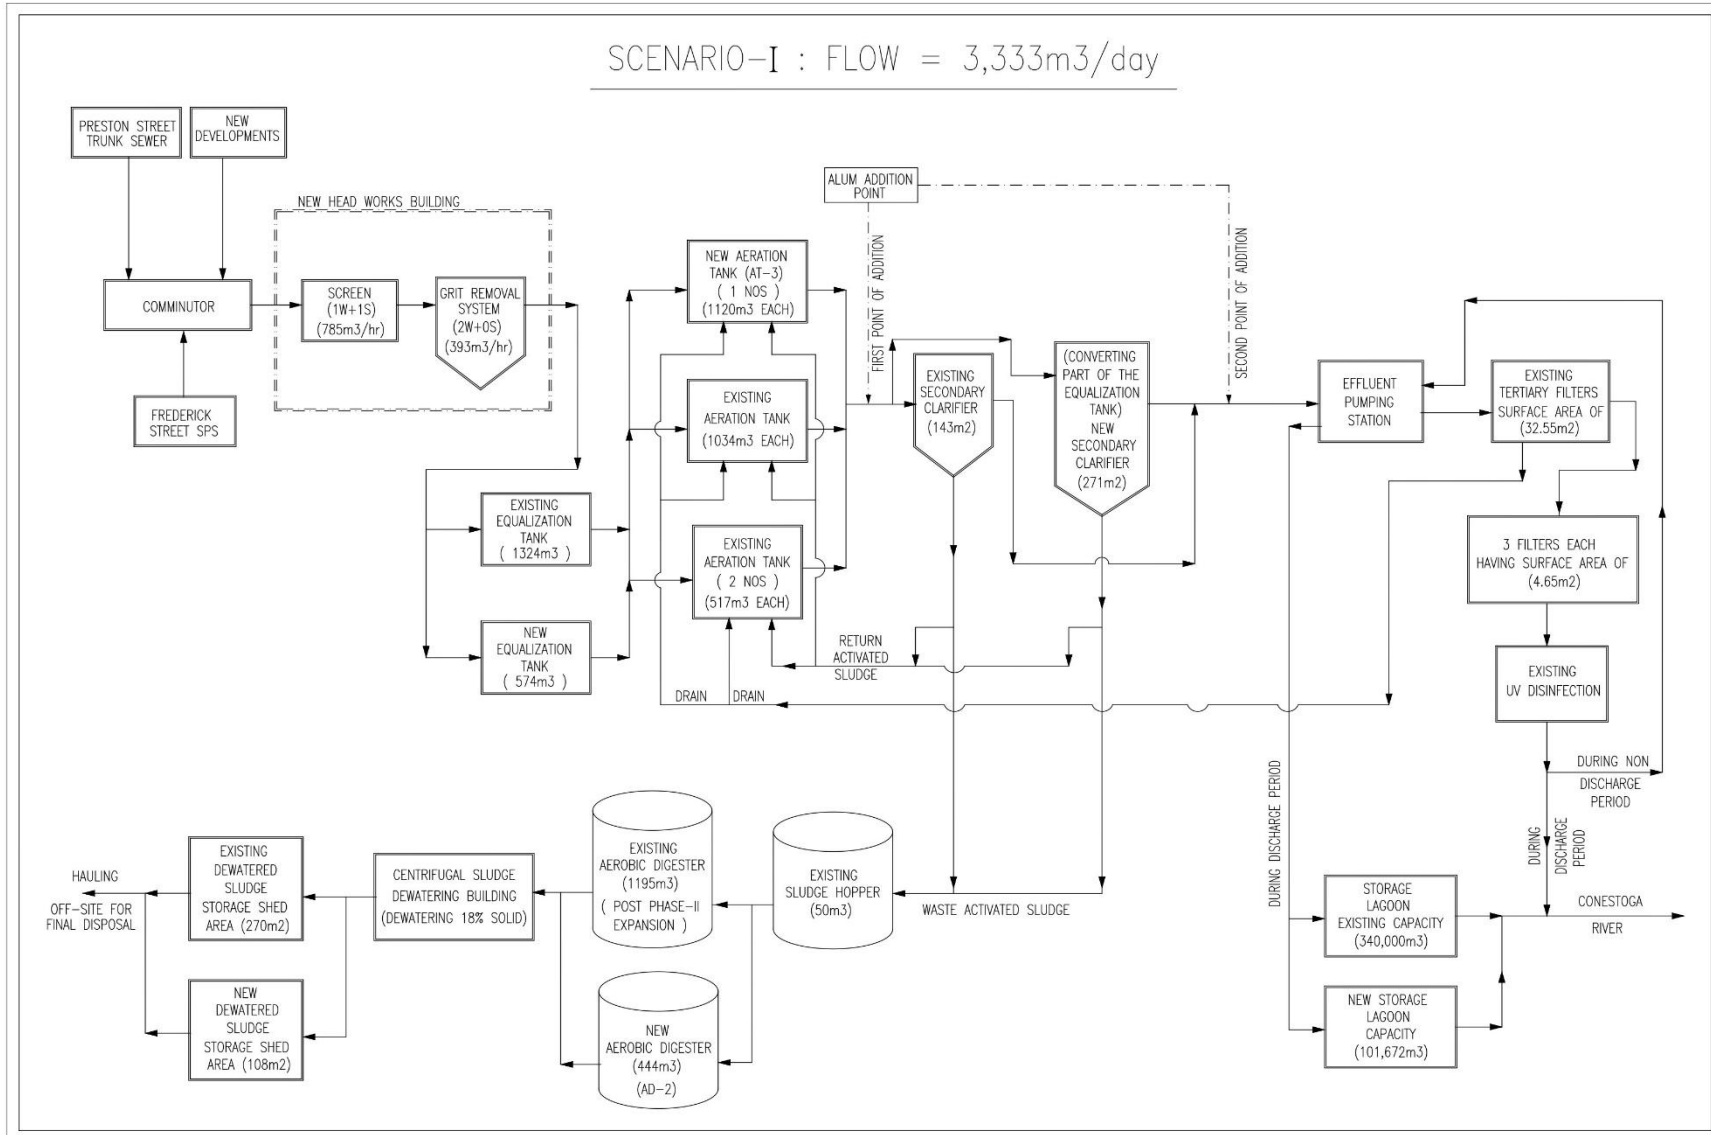 SCENARIO-I : FLOW = 3,333m3/day
PRESTON STREET
TRUNK SEWER
NEW
DEVELOPMENTS
NEW HEAD WORKS BUILDING
COMMINUTOR
SCREEN
(1W+1S)
(785m3/hr)
GRIT REMOVAL
SYSTEM
(2W+0S)
(393m3/hr)
FREDERICK
STREET SPS
EXISTING
EQUALIZATION
TANK
( 1324m3 )
NEW
EQUALIZATION
TANK
( 574m3 )
NEW AERATION
TANK (AT-3)
( 1 NOS )
(1120m3 EACH)
EXISTING
AERATION TANK
(1034m3 EACH)
EXISTING
AERATION TANK
( 2 NOS )
(517m3 EACH)
ALUM ADDITION
POINT
FIRST POINT OF ADDITION
SECOND POINT OF ADDITION
EXISTING
SECONDARY
CLARIFIER
(143m2)
(CONVERTING
PART OF THE
EQUALIZATION
TANK)
NEW
SECONDARY
CLARIFIER
(271m2)
RETURN
ACTIVATED
SLUDGE
DRAIN
DRAIN
EFFLUENT
PUMPING
STATION
EXISTING
TERTIARY FILTERS
SURFACE AREA OF
(32.55m2)
3 FILTERS EACH
HAVING SURFACE AREA OF
(4.65m2)
EXISTING
UV DISINFECTION
DURING NON
DISCHARGE
PERIOD
DURING
DISCHARGE
PERIOD
DURING DISCHARGE PERIOD
STORAGE
LAGOON
EXISTING CAPACITY
(340,000m3)
NEW STORAGE
LAGOON
CAPACITY
(101,672m3)
CONESTOGA
RIVER
WASTE ACTIVATED SLUDGE
EXISTING
SLUDGE HOPPER
(50m3)
EXISTING
AEROBIC DIGESTER
(1195m3)
( POST PHASE-II
EXPANSION )
NEW
AEROBIC DIGESTER
(444m3)
(AD-2)
CENTRIFUGAL SLUDGE
DEWATERING BUILDING
(DEWATERING 18% SOLID)
EXISTING
DEWATERED
SLUDGE
STORAGE SHED
AREA (270m2)
NEW
DEWATERED
SLUDGE
STORAGE SHED
AREA (108m2)
HAULING
OFF-SITE FOR
FINAL DISPOSAL